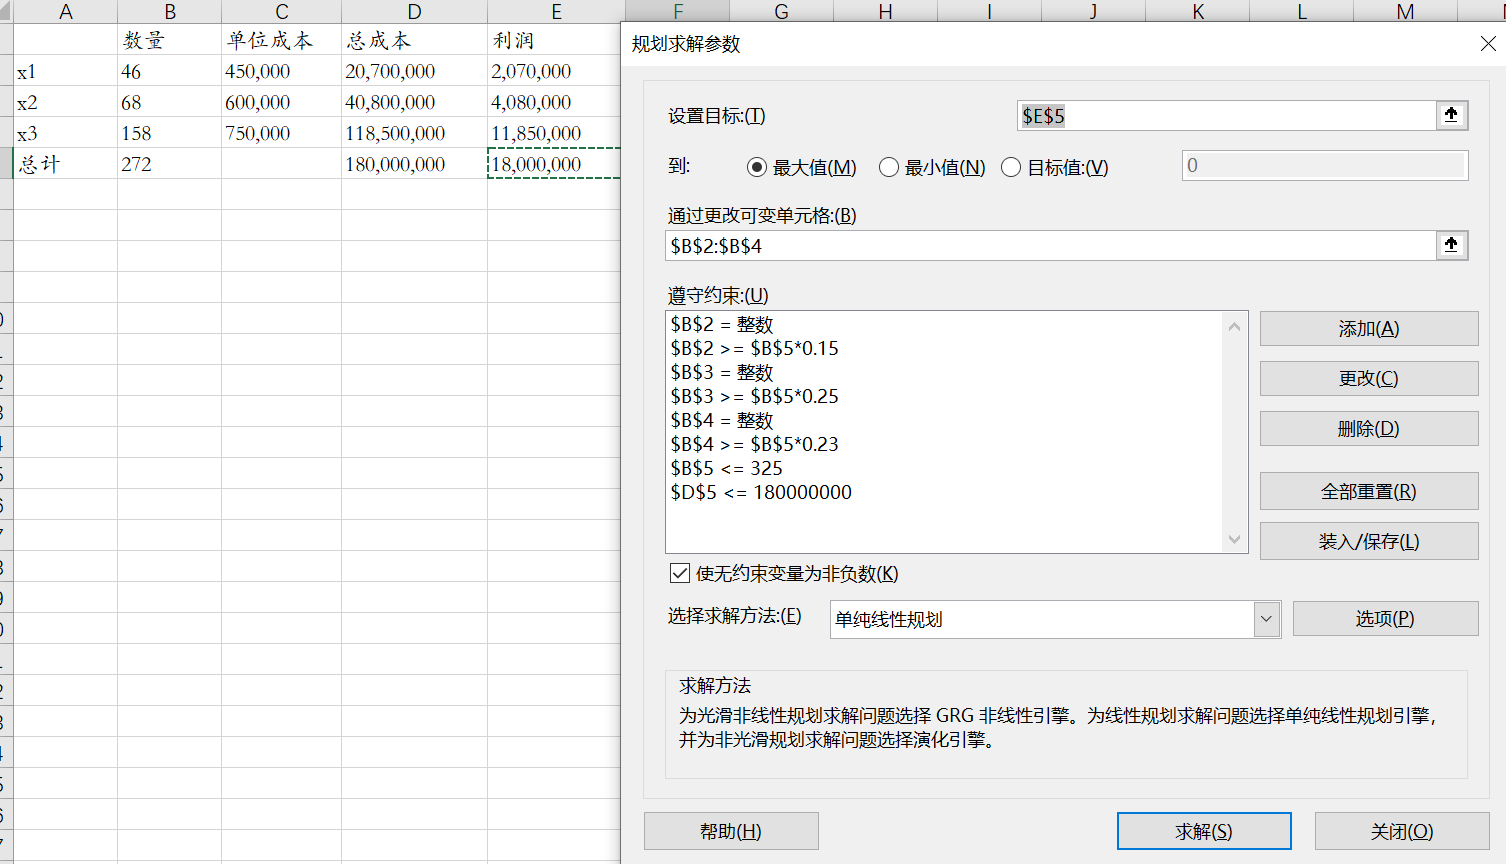 A B C D E F G H I J K L M
数量 单位成本 总成本 利润
x1 46 450,000 20,700,000 2,070,000
x2 68 600,000 40,800,000 4,080,000
x3 158 750,000 118,500,000 11,850,000
总计 272 180,000,000 18,000,000
规划求解参数
设置目标:(T) $E$5
到: 最大值(M) 最小值(N) 目标值:(V) 0
通过更改可变单元格:(B)
$B$2:$B$4
遵守约束:(U)
$B$2 = 整数
$B$2 >= $B$5*0.15
$B$3 = 整数
$B$3 >= $B$5*0.25
$B$4 = 整数
$B$4 >= $B$5*0.23
$B$5 <= 325
$D$5 <= 180000000
添加(A)
更改(C)
删除(D)
全部重置(R)
装入/保存(L)
使无约束变量为非负数(K)
选择求解方法:(E) 单纯线性规划 选项(P)
求解方法
为光滑非线性规划求解问题选择 GRG 非线性引擎。为线性规划求解问题选择单纯线性规划引擎，
并为非光滑规划求解问题选择演化引擎。
帮助(H) 求解(S) 关闭(O)